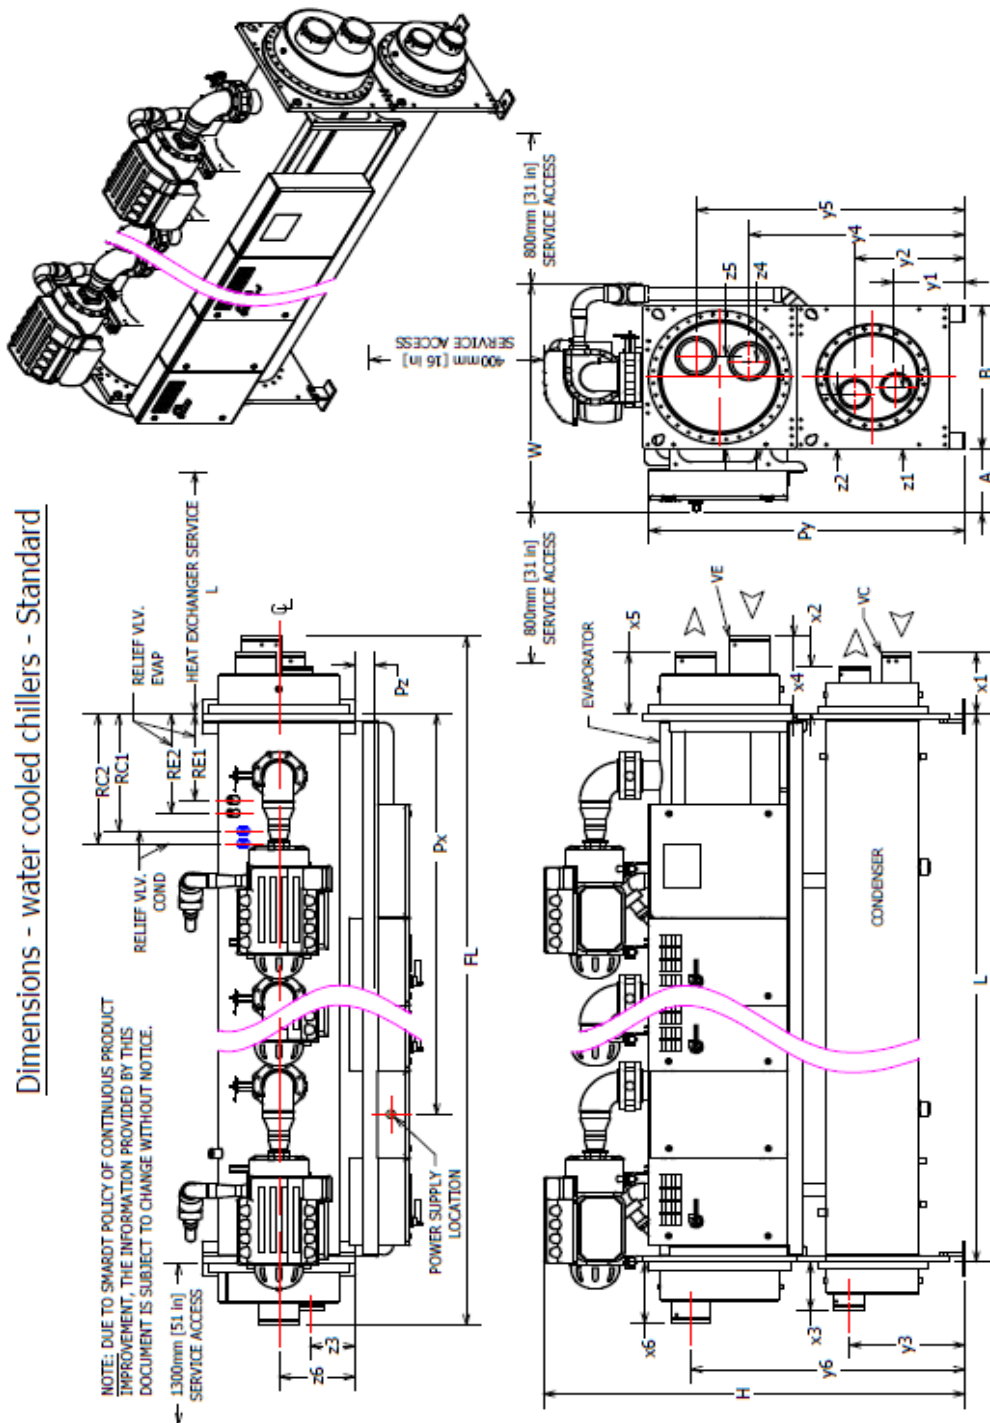 Dimensions - water cooled chillers - Standard
NOTE: DUE TO SMARDT POLICY OF CONTINUOUS PRODUCT
IMPROVEMENT, THE INFORMATION PROVIDED BY THIS
DOCUMENT IS SUBJECT TO CHANGE WITHOUT NOTICE.
1300mm [51 in]
SERVICE ACCESS
RELIEF VLV.
COND
RC2
RC1
RE2
RE1
RELIEF VLV.
EVAP
HEAT EXCHANGER SERVICE
L
CL
z6
z3
POWER SUPPLY
LOCATION
Px
Pz
FL
400mm [16 in]
SERVICE ACCESS
800mm [31 in]
SERVICE ACCESS
W
800mm [31 in]
SERVICE ACCESS
EVAPORATOR
x5
VE
x4
x2
VC
x1
CONDENSER
L
x6
x3
y6
y3
H
Py
z5
z4
z2
z1
y5
y4
y2
y1
A
B